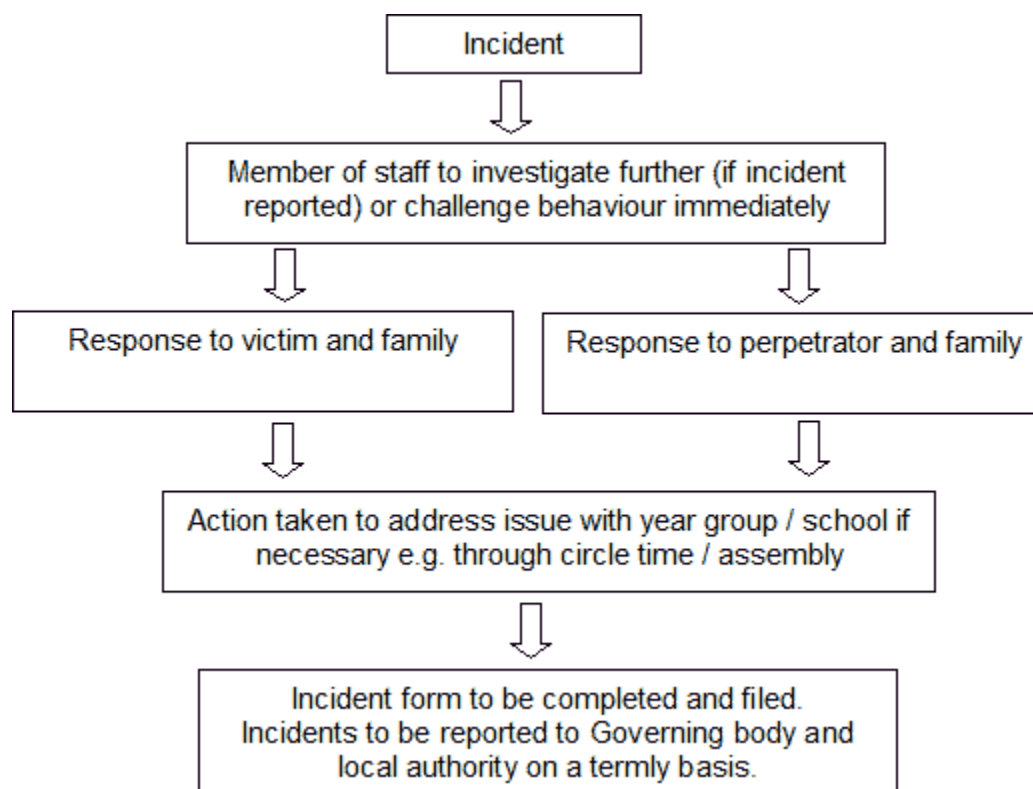 Incident
Member of staff to investigate further (if incident
reported) or challenge behaviour immediately
Response to victim and family
Response to perpetrator and family
Action taken to address issue with year group / school if
necessary e.g. through circle time / assembly
Incident form to be completed and filed.
Incidents to be reported to Governing body and
local authority on a termly basis.